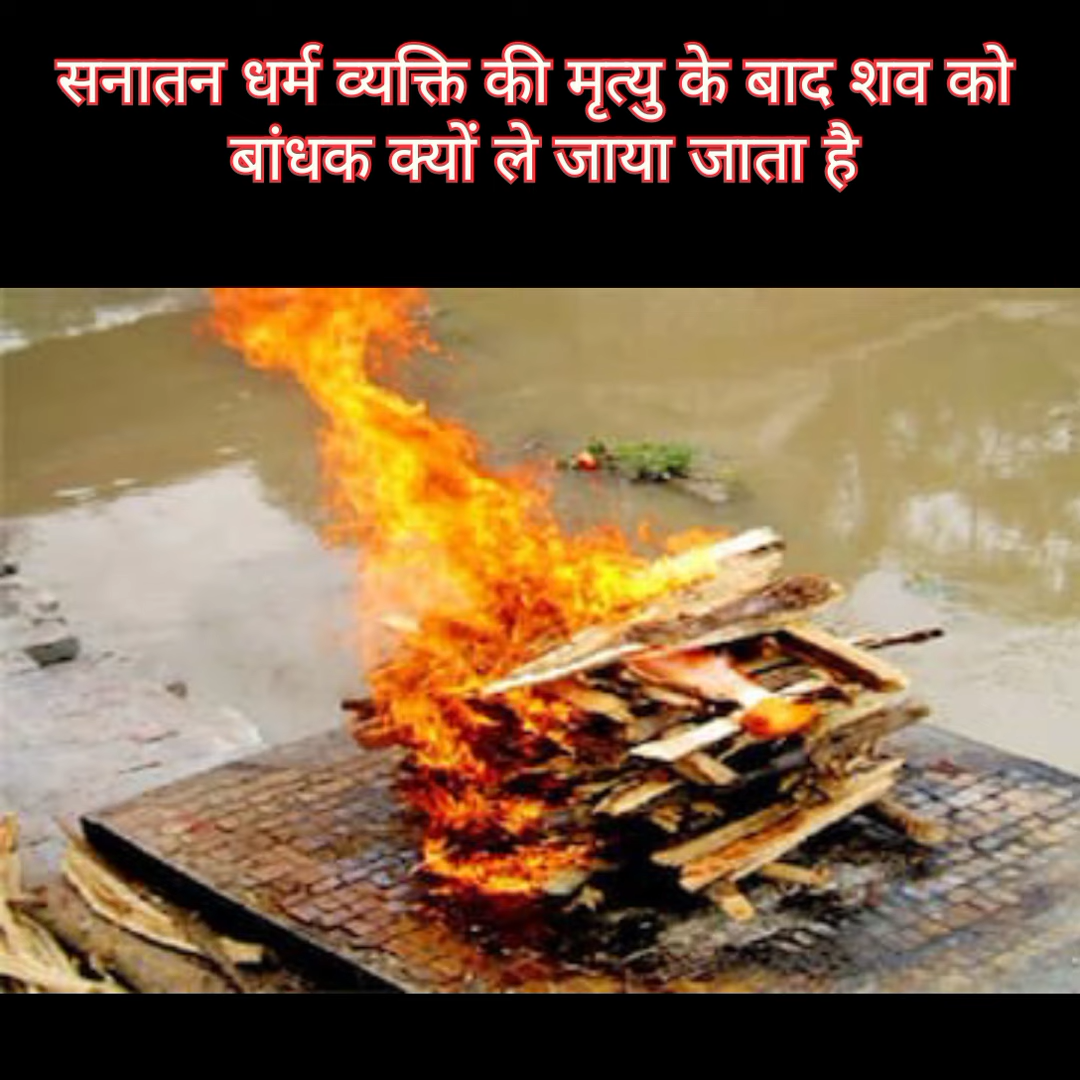 सनातन धर्म व्यक्ति की मृत्यु के बाद शव को
बांधक क्यों ले जाया जाता है